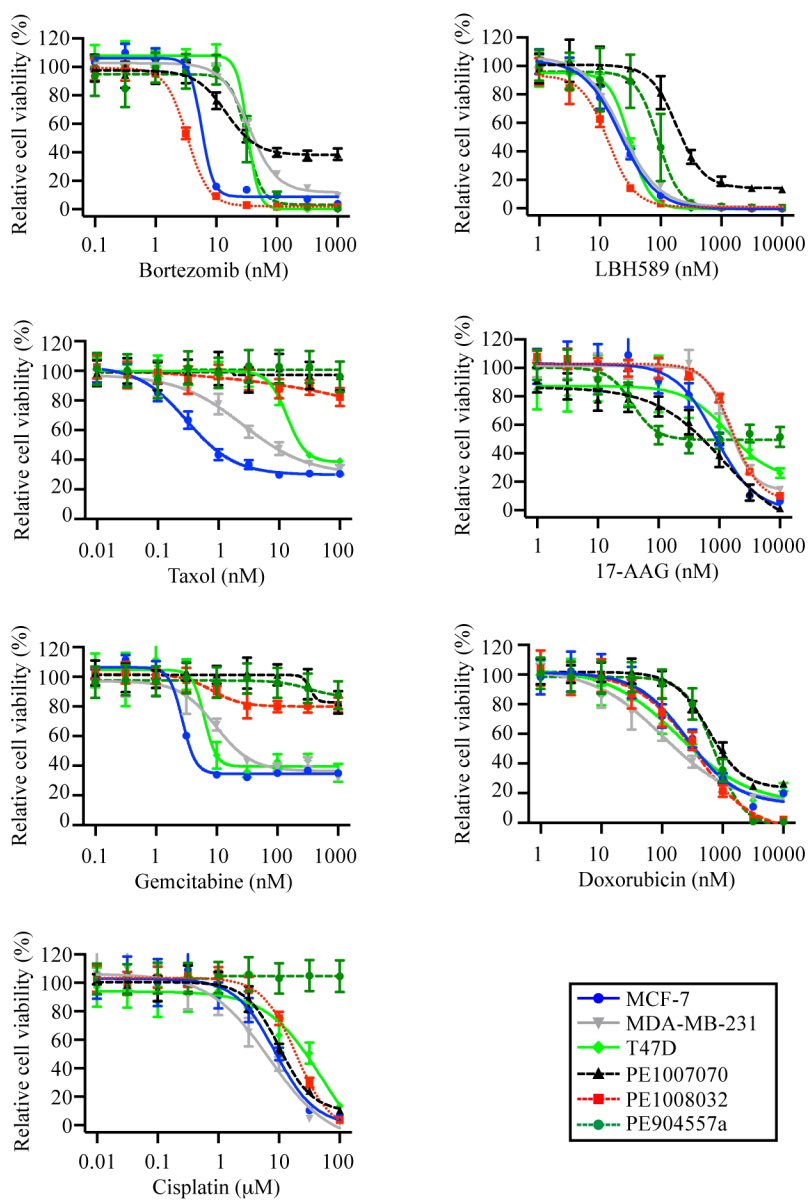 Relative cell viability (%)
120
100
80
60
40
20
0
0.1 1 10 100 1000
Bortezomib (nM)
Relative cell viability (%)
120
100
80
60
40
20
0
1 10 100 1000 10000
LBH589 (nM)
Relative cell viability (%)
120
100
80
60
40
20
0
0.01 0.1 1 10 100
Taxol (nM)
Relative cell viability (%)
120
100
80
60
40
20
0
1 10 100 1000 10000
17-AAG (nM)
Relative cell viability (%)
120
100
80
60
40
20
0
0.1 1 10 100 1000
Gemcitabine (nM)
Relative cell viability (%)
120
100
80
60
40
20
0
1 10 100 1000 10000
Doxorubicin (nM)
Relative cell viability (%)
120
100
80
60
40
20
0
0.01 0.1 1 10 100
Cisplatin (μM)
MCF-7
MDA-MB-231
T47D
PE1007070
PE1008032
PE904557a